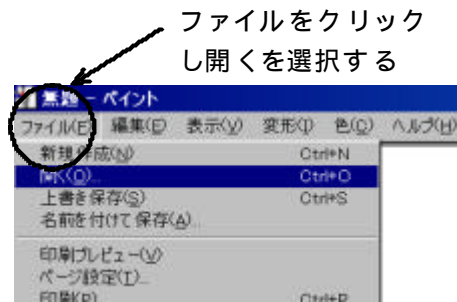 ファイルをクリック
し開くを選択する
無題 - ペイント
ファイル(F) 編集(E) 表示(V) 変形(I) 色(C) ヘルプ(H)
新規作成(N) Ctrl+N
開く(O)... Ctrl+O
上書き保存(S) Ctrl+S
名前を付けて保存(A)...
印刷プレビュー(V)
ページ設定(T)...
印刷(P)... Ctrl+P